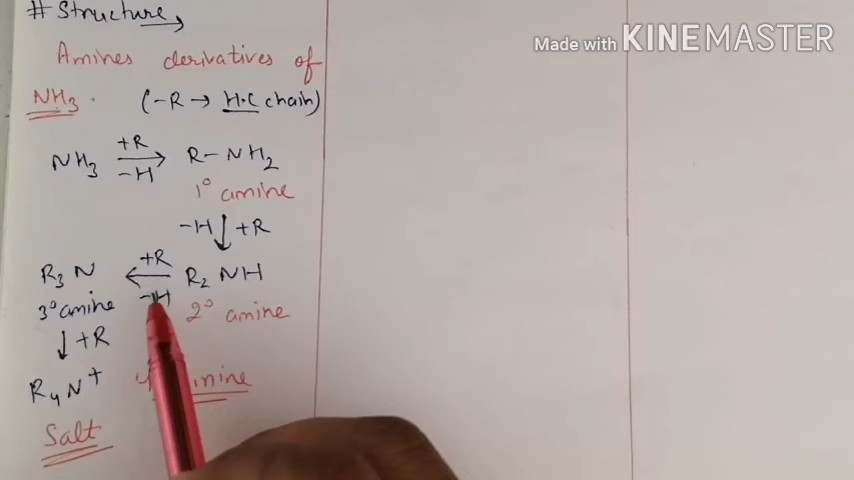 # Structure
Made with KINEMASTER
Amines derivatives of
NH₃. (-R → H.C chain)
NH₃ +R -H → R-NH₂
1° amine
-H ↓ +R
R₃N ← +R -H R₂NH
3° amine 2° amine
↓ +R
R₄N⁺ amine
Salt